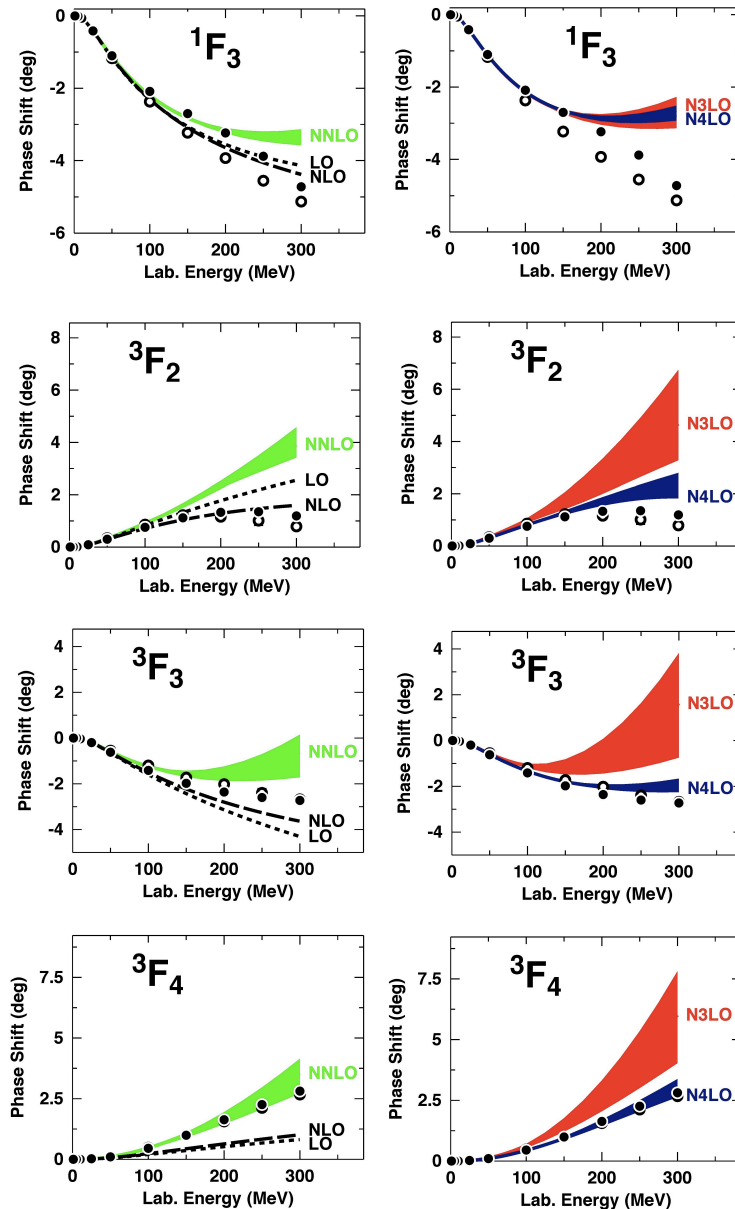 ¹F₃
Phase Shift (deg)
0
-2
-4
-6
NNLO
LO
NLO
0 100 200 300
Lab. Energy (MeV)
¹F₃
Phase Shift (deg)
0
-2
-4
-6
N3LO
N4LO
0 100 200 300
Lab. Energy (MeV)
³F₂
Phase Shift (deg)
8
6
4
2
0
NNLO
LO
NLO
0 100 200 300
Lab. Energy (MeV)
³F₂
Phase Shift (deg)
8
6
4
2
0
N3LO
N4LO
0 100 200 300
Lab. Energy (MeV)
³F₃
Phase Shift (deg)
4
2
0
-2
-4
NNLO
NLO
LO
0 100 200 300
Lab. Energy (MeV)
³F₃
Phase Shift (deg)
4
2
0
-2
-4
N3LO
N4LO
0 100 200 300
Lab. Energy (MeV)
³F₄
Phase Shift (deg)
7.5
5
2.5
0
NNLO
NLO
LO
0 100 200 300
Lab. Energy (MeV)
³F₄
Phase Shift (deg)
7.5
5
2.5
0
N3LO
N4LO
0 100 200 300
Lab. Energy (MeV)